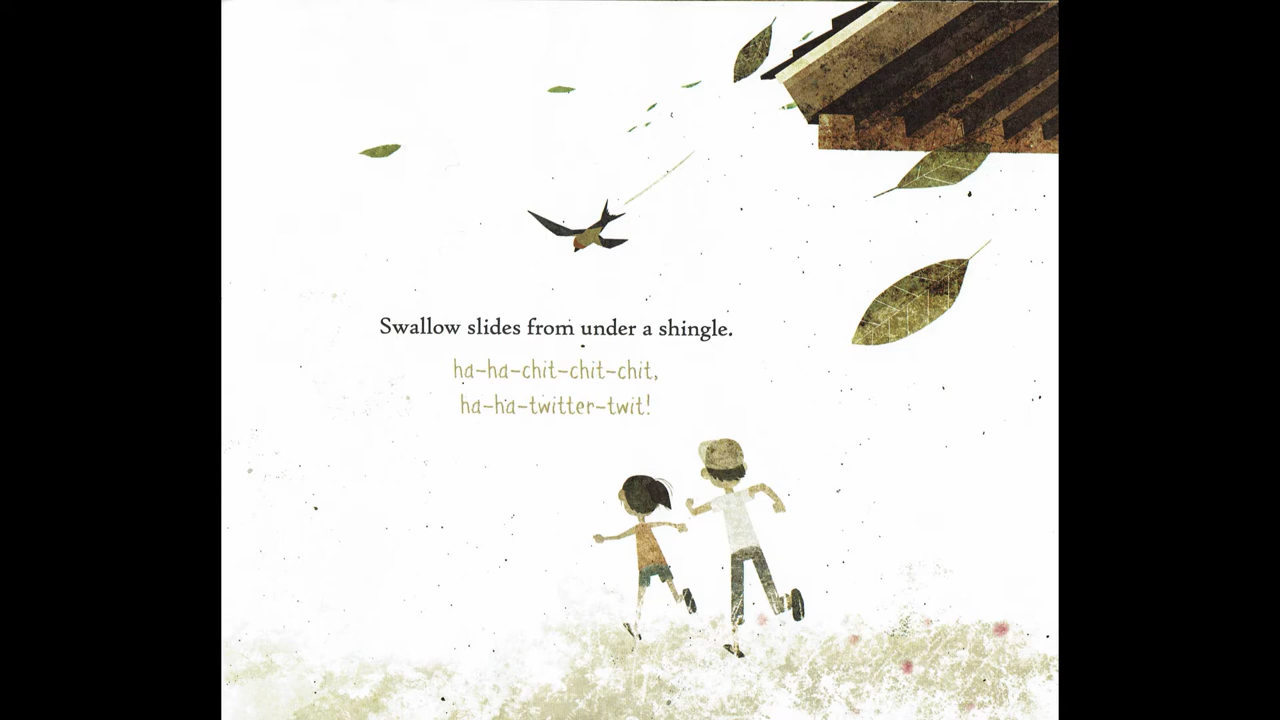 Swallow slides from under a shingle.
ha-ha-chit-chit-chit,
ha-ha-twitter-twit!